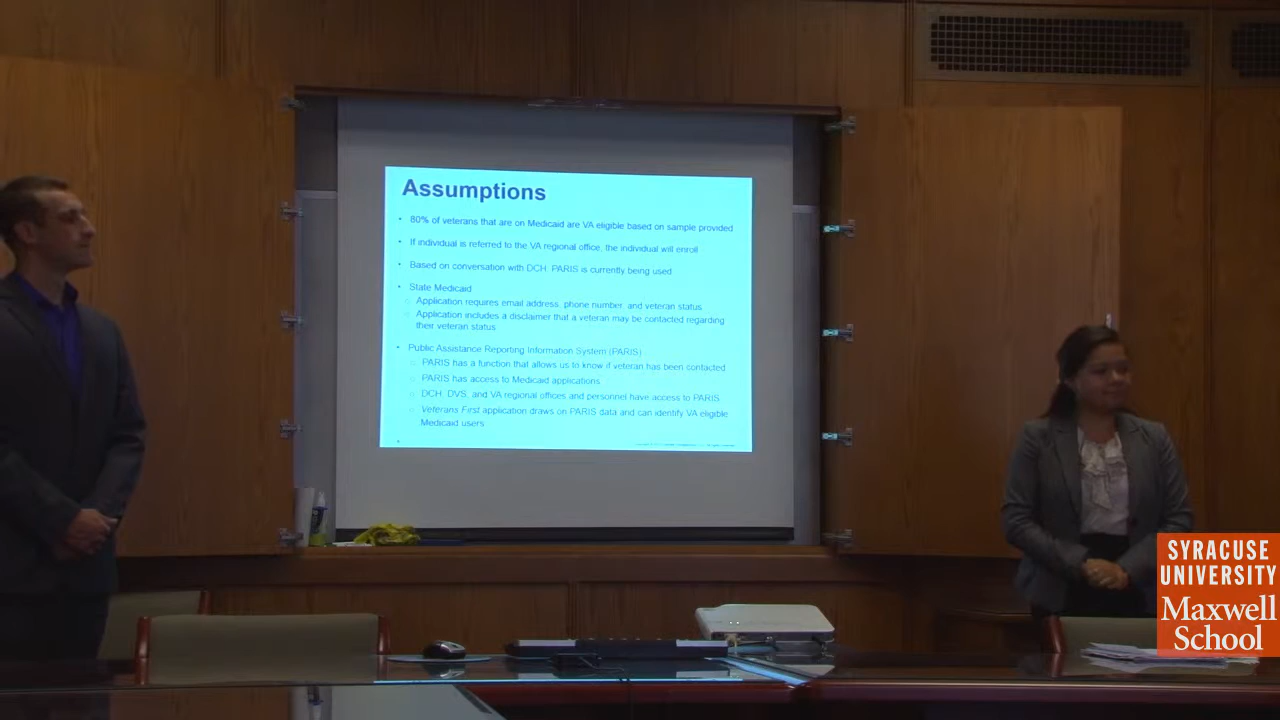 Assumptions
• 80% of veterans that are on Medicaid are VA eligible based on sample provided
• If individual is referred to the VA regional office, the individual will enroll
• Based on conversation with DCH, PARIS is currently being used
• State Medicaid
○ Application requires email address, phone number, and veteran status
○ Application includes a disclaimer that a veteran may be contacted regarding
their veteran status
• Public Assistance Reporting Information System (PARIS)
○ PARIS has a function that allows us to know if veteran has been contacted
○ PARIS has access to Medicaid applications
○ DCH, DVS, and VA regional offices and personnel have access to PARIS
○ Veterans First application draws on PARIS data and can identify VA eligible
Medicaid users
SYRACUSE
UNIVERSITY
Maxwell
School